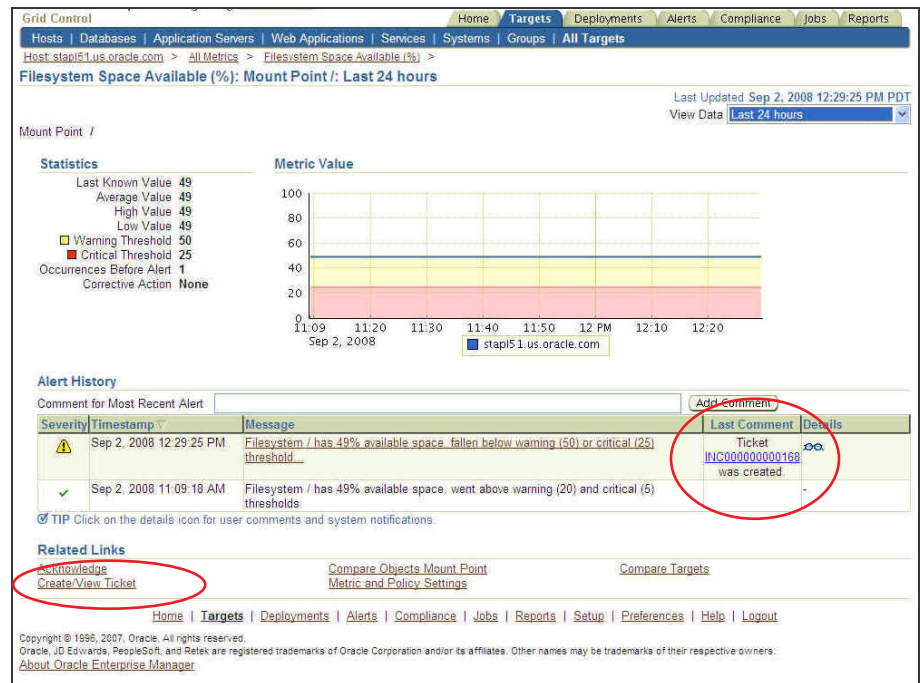 Grid Control
Home Targets Deployments Alerts Compliance Jobs Reports
Hosts | Databases | Application Servers | Web Applications | Services | Systems | Groups | All Targets
Host: stapl51.us.oracle.com > All Metrics > Filesystem Space Available (%) >
Filesystem Space Available (%): Mount Point /: Last 24 hours
Last Updated Sep 2, 2008 12:29:25 PM PDT
View Data Last 24 hours
Mount Point /
Statistics
Last Known Value 49
Average Value 49
High Value 49
Low Value 49
Warning Threshold 50
Critical Threshold 25
Occurrences Before Alert 1
Corrective Action None
Metric Value
100
80
60
40
20
0
11:09 11:20 11:30 11:40 11:50 12 PM 12:10 12:20
Sep 2, 2008
stapl51.us.oracle.com
Alert History
Comment for Most Recent Alert Add Comment
Severity Timestamp Message Last Comment Details
Sep 2, 2008 12:29:25 PM Filesystem / has 49% available space, fallen below warning (50) or critical (25) threshold... Ticket INC000000000168 was created.
Sep 2, 2008 11:09:18 AM Filesystem / has 49% available space, went above warning (20) and critical (5) thresholds -
TIP Click on the details icon for user comments and system notifications.
Related Links
Acknowledge Compare Objects Mount Point Compare Targets
Create/View Ticket Metric and Policy Settings
Home | Targets | Deployments | Alerts | Compliance | Jobs | Reports | Setup | Preferences | Help | Logout
Copyright © 1996, 2007, Oracle. All rights reserved.
Oracle, JD Edwards, PeopleSoft, and Retek are registered trademarks of Oracle Corporation and/or its affiliates. Other names may be trademarks of their respective owners.
About Oracle Enterprise Manager